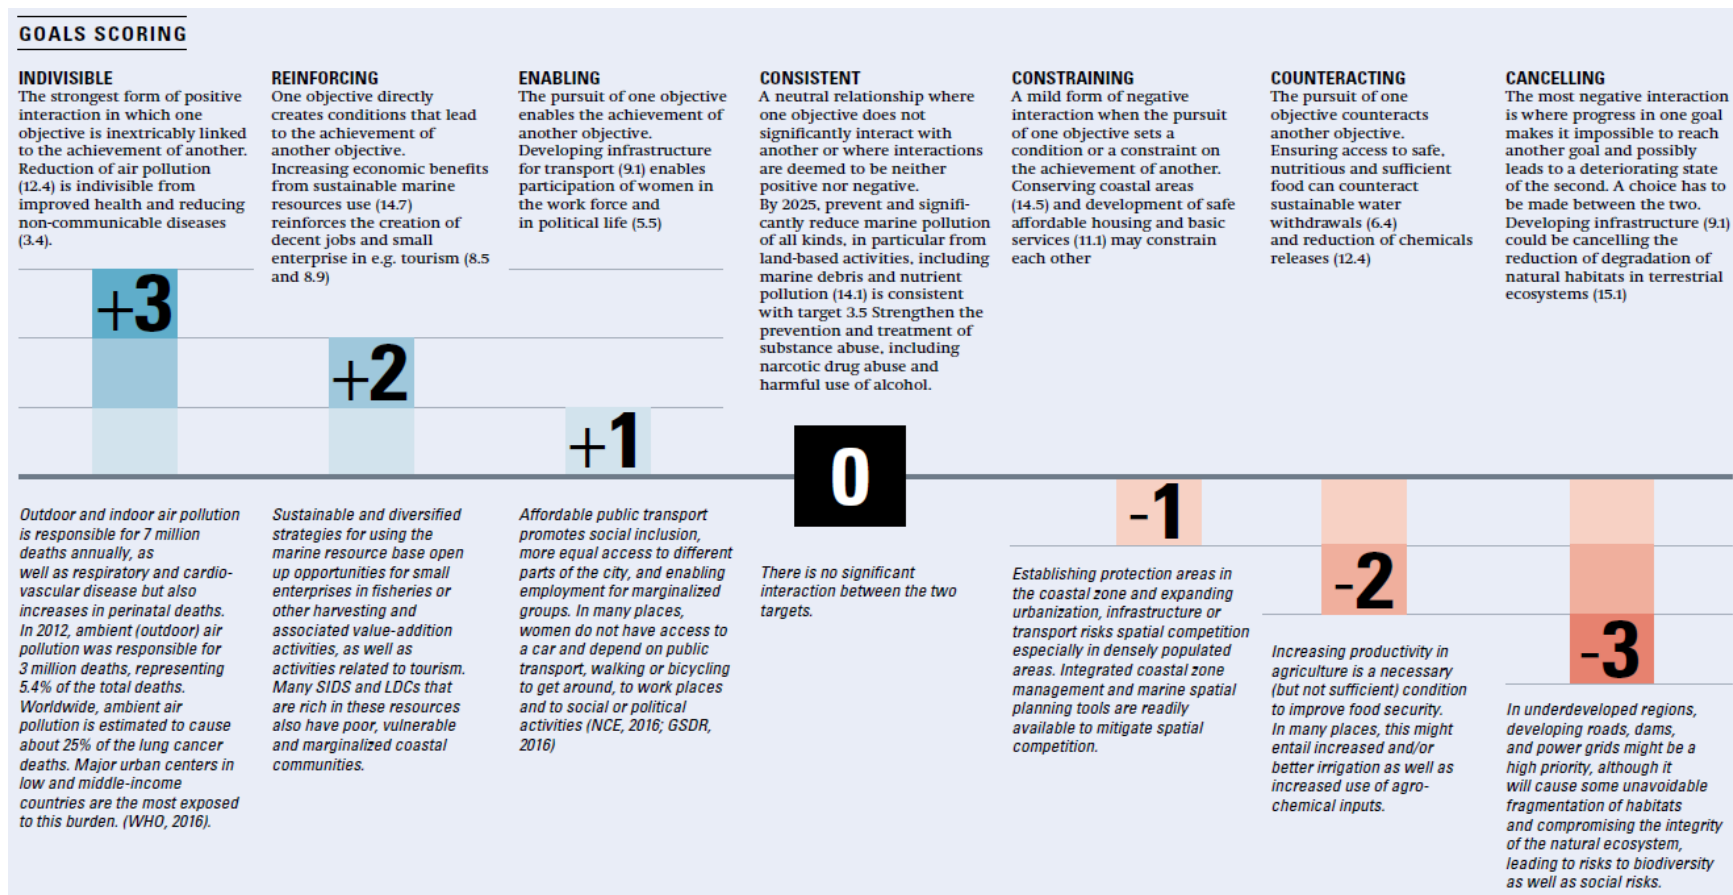 GOALS SCORING
INDIVISIBLE
The strongest form of positive
interaction in which one
objective is inextricably linked
to the achievement of another.
Reduction of air pollution
(12.4) is indivisible from
improved health and reducing
non-communicable diseases
(3.4).
+3
Outdoor and indoor air pollution
is responsible for 7 million
deaths annually, as
well as respiratory and cardio-
vascular disease but also
increases in perinatal deaths.
In 2012, ambient (outdoor) air
pollution was responsible for
3 million deaths, representing
5.4% of the total deaths.
Worldwide, ambient air
pollution is estimated to cause
about 25% of the lung cancer
deaths. Major urban centers in
low and middle-income
countries are the most exposed
to this burden. (WHO, 2016).
REINFORCING
One objective directly
creates conditions that lead
to the achievement of
another objective.
Increasing economic benefits
from sustainable marine
resources use (14.7)
reinforces the creation of
decent jobs and small
enterprise in e.g. tourism (8.5
and 8.9)
+2
Sustainable and diversified
strategies for using the
marine resource base open
up opportunities for small
enterprises in fisheries or
other harvesting and
associated value-addition
activities, as well as
activities related to tourism.
Many SIDS and LDCs that
are rich in these resources
also have poor, vulnerable
and marginalized coastal
communities.
ENABLING
The pursuit of one objective
enables the achievement of
another objective.
Developing infrastructure
for transport (9.1) enables
participation of women in
the work force and
in political life (5.5)
+1
Affordable public transport
promotes social inclusion,
more equal access to different
parts of the city, and enabling
employment for marginalized
groups. In many places,
women do not have access to
a car and depend on public
transport, walking or bicycling
to get around, to work places
and to social or political
activities (NCE, 2016; GSDR,
2016)
CONSISTENT
A neutral relationship where
one objective does not
significantly interact with
another or where interactions
are deemed to be neither
positive nor negative.
By 2025, prevent and signifi-
cantly reduce marine pollution
of all kinds, in particular from
land-based activities, including
marine debris and nutrient
pollution (14.1) is consistent
with target 3.5 Strengthen the
prevention and treatment of
substance abuse, including
narcotic drug abuse and
harmful use of alcohol.
0
There is no significant
interaction between the two
targets.
CONSTRAINING
A mild form of negative
interaction when the pursuit
of one objective sets a
condition or a constraint on
the achievement of another.
Conserving coastal areas
(14.5) and development of safe
affordable housing and basic
services (11.1) may constrain
each other
-1
Establishing protection areas in
the coastal zone and expanding
urbanization, infrastructure or
transport risks spatial competition
especially in densely populated
areas. Integrated coastal zone
management and marine spatial
planning tools are readily
available to mitigate spatial
competition.
COUNTERACTING
The pursuit of one
objective counteracts
another objective.
Ensuring access to safe,
nutritious and sufficient
food can counteract
sustainable water
withdrawals (6.4)
and reduction of chemicals
releases (12.4)
-2
Increasing productivity in
agriculture is a necessary
(but not sufficient) condition
to improve food security.
In many places, this might
entail increased and/or
better irrigation as well as
increased use of agro-
chemical inputs.
CANCELLING
The most negative interaction
is where progress in one goal
makes it impossible to reach
another goal and possibly
leads to a deteriorating state
of the second. A choice has to
be made between the two.
Developing infrastructure (9.1)
could be cancelling the
reduction of degradation of
natural habitats in terrestrial
ecosystems (15.1)
-3
In underdeveloped regions,
developing roads, dams,
and power grids might be a
high priority, although it
will cause some unavoidable
fragmentation of habitats
and compromising the integrity
of the natural ecosystem,
leading to risks to biodiversity
as well as social risks.